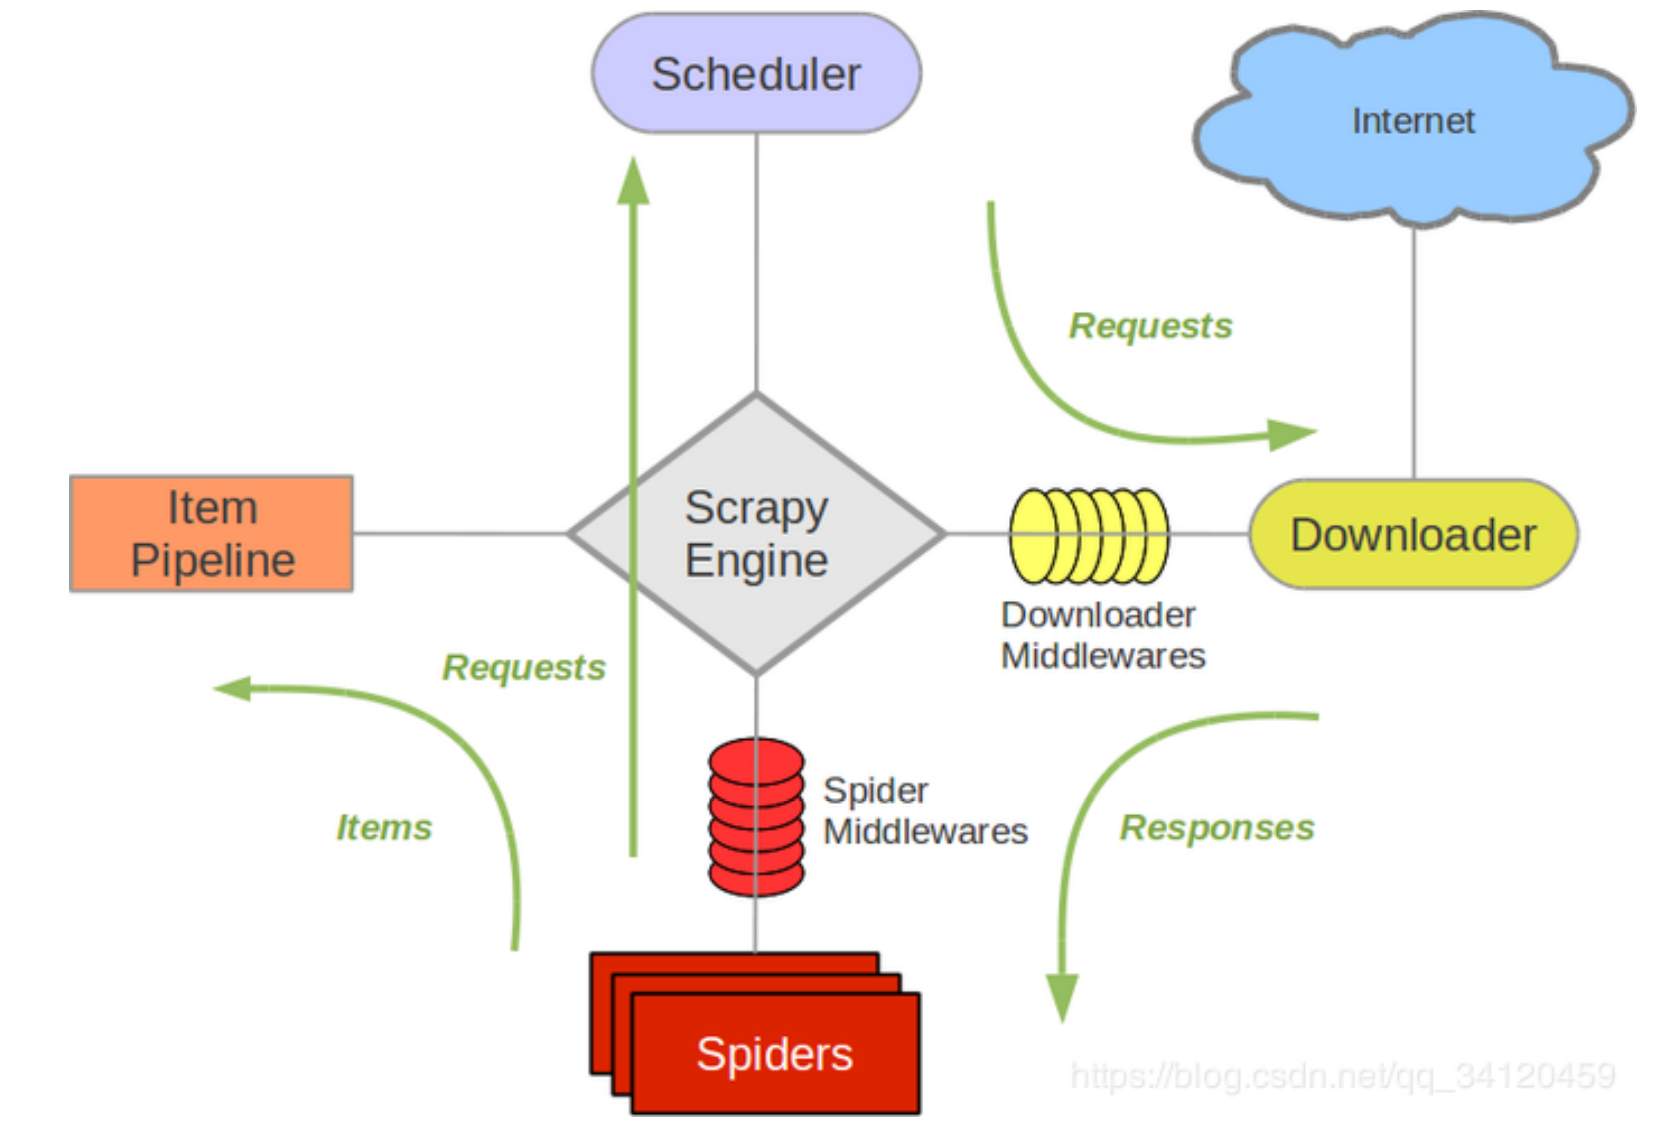 Scheduler
Internet
Requests
Item
Pipeline
Scrapy
Engine
Downloader
Downloader
Middlewares
Requests
Spider
Middlewares
Items
Responses
Spiders
https://blog.csdn.net/qq_34120459